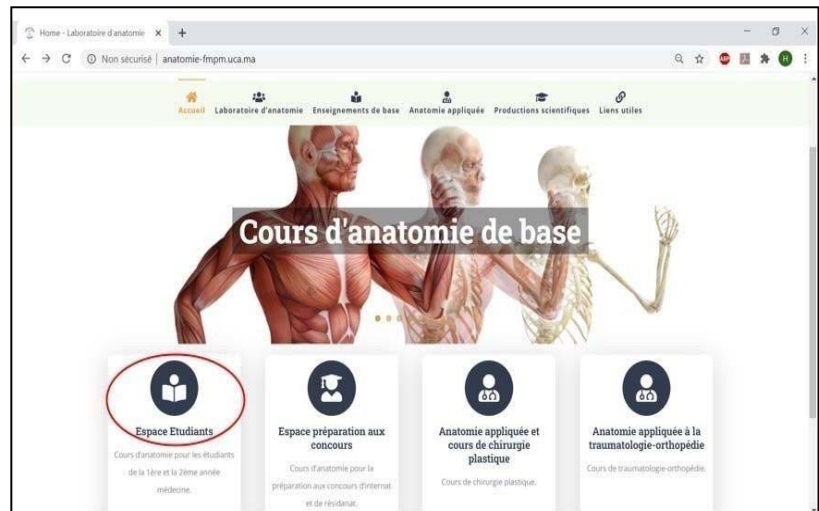 Home - Laboratoire d'anatomie
Non sécurisé | anatomie-fmpm.uca.ma
ABP
H
Accueil
Laboratoire d'anatomie
Enseignements de base
Anatomie appliquée
Productions scientifiques
Liens utiles
Cours d'anatomie de base
Espace Etudiants
Cours d'anatomie pour les étudiants
de la 1ère et la 2ème année
médecine.
Espace préparation aux
concours
Cours d'anatomie pour la
préparation aux concours d'internat
et de résidanat.
Anatomie appliquée et
cours de chirurgie
plastique
Cours de chirurgie plastique.
Anatomie appliquée à la
traumatologie-orthopédie
Cours de traumatologie-orthopédie.